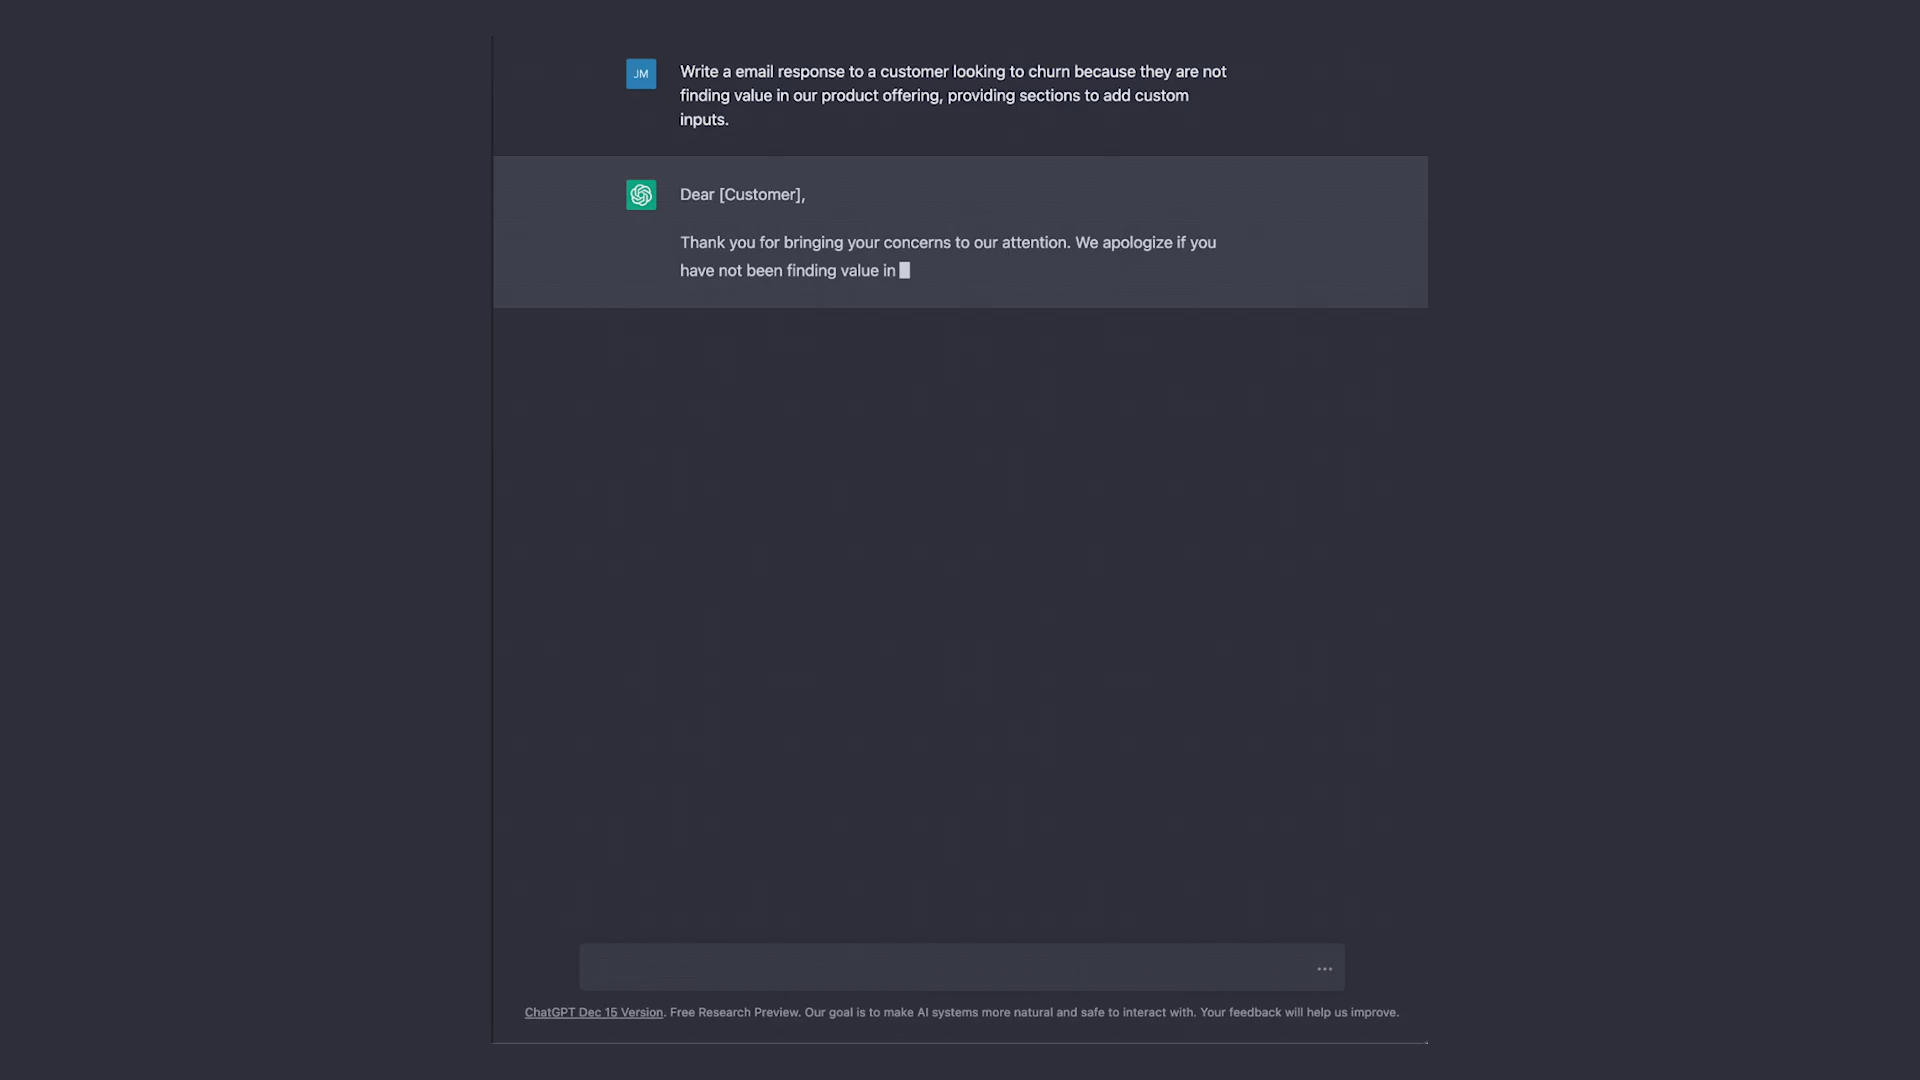 JM
Write a email response to a customer looking to churn because they are not
finding value in our product offering, providing sections to add custom
inputs.
Dear [Customer],
Thank you for bringing your concerns to our attention. We apologize if you
have not been finding value in
ChatGPT Dec 15 Version. Free Research Preview. Our goal is to make AI systems more natural and safe to interact with. Your feedback will help us improve.